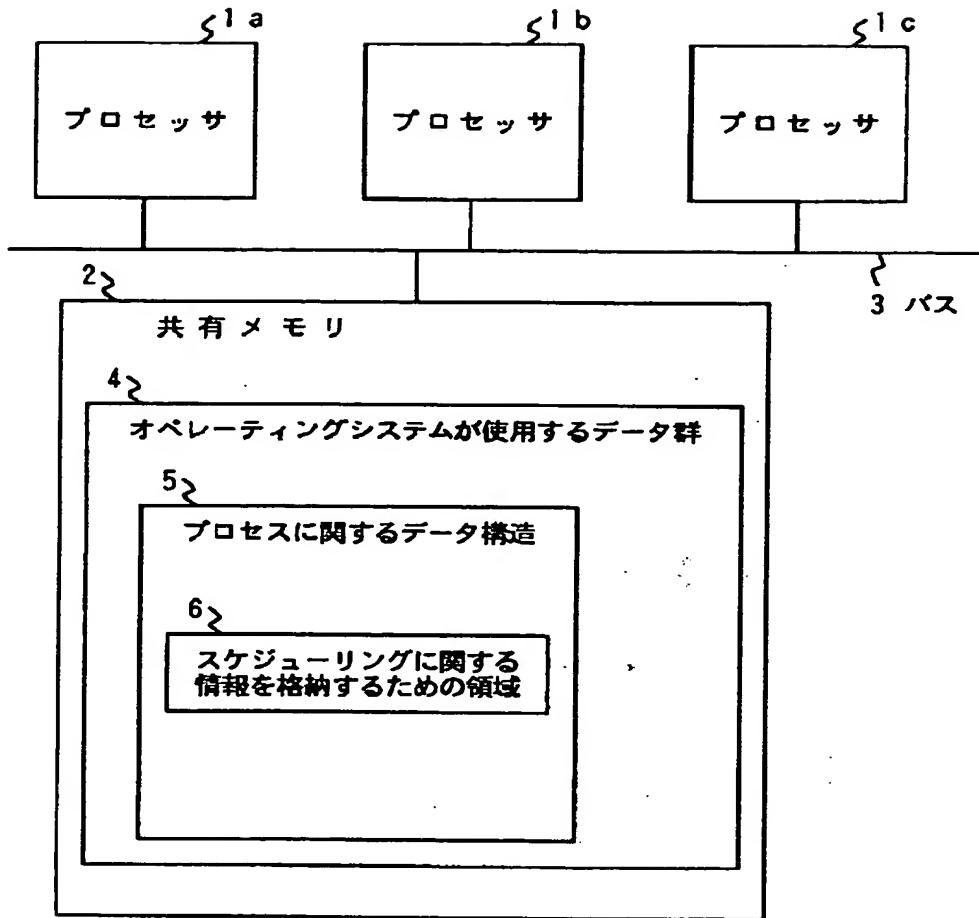 1a
1b
1c
プロセッサ
プロセッサ
プロセッサ
3 バス
2
共有メモリ
4
オペレーティングシステムが使用するデータ群
5
プロセスに関するデータ構造
6
スケジューリングに関する
情報を格納するための領域